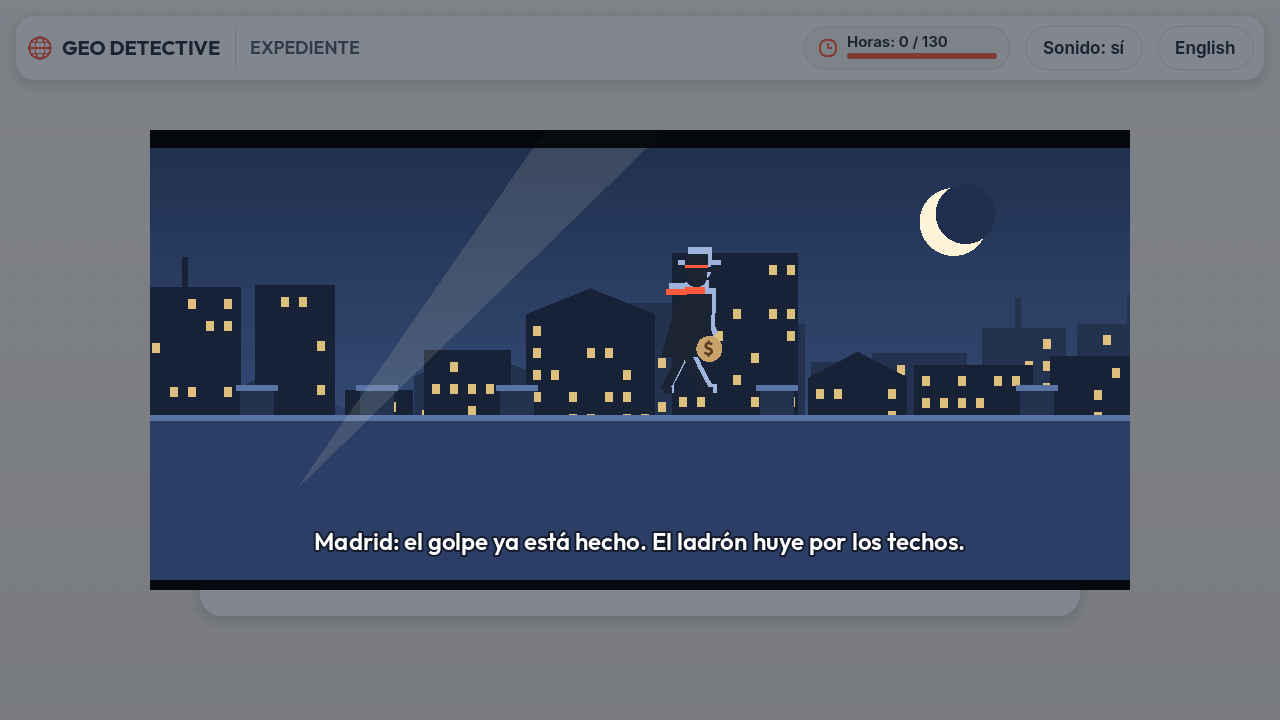 GEO DETECTIVE
EXPEDIENTE
Horas: 0 / 130
Sonido: sí
English
$
Madrid: el golpe ya está hecho. El ladrón huye por los techos.